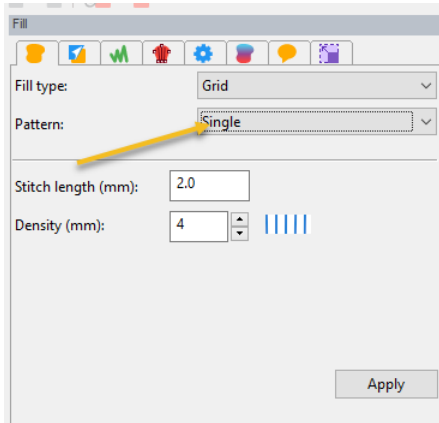 Fill
Fill type: Grid
Pattern: Single
Stitch length (mm): 2.0
Density (mm): 4
Apply